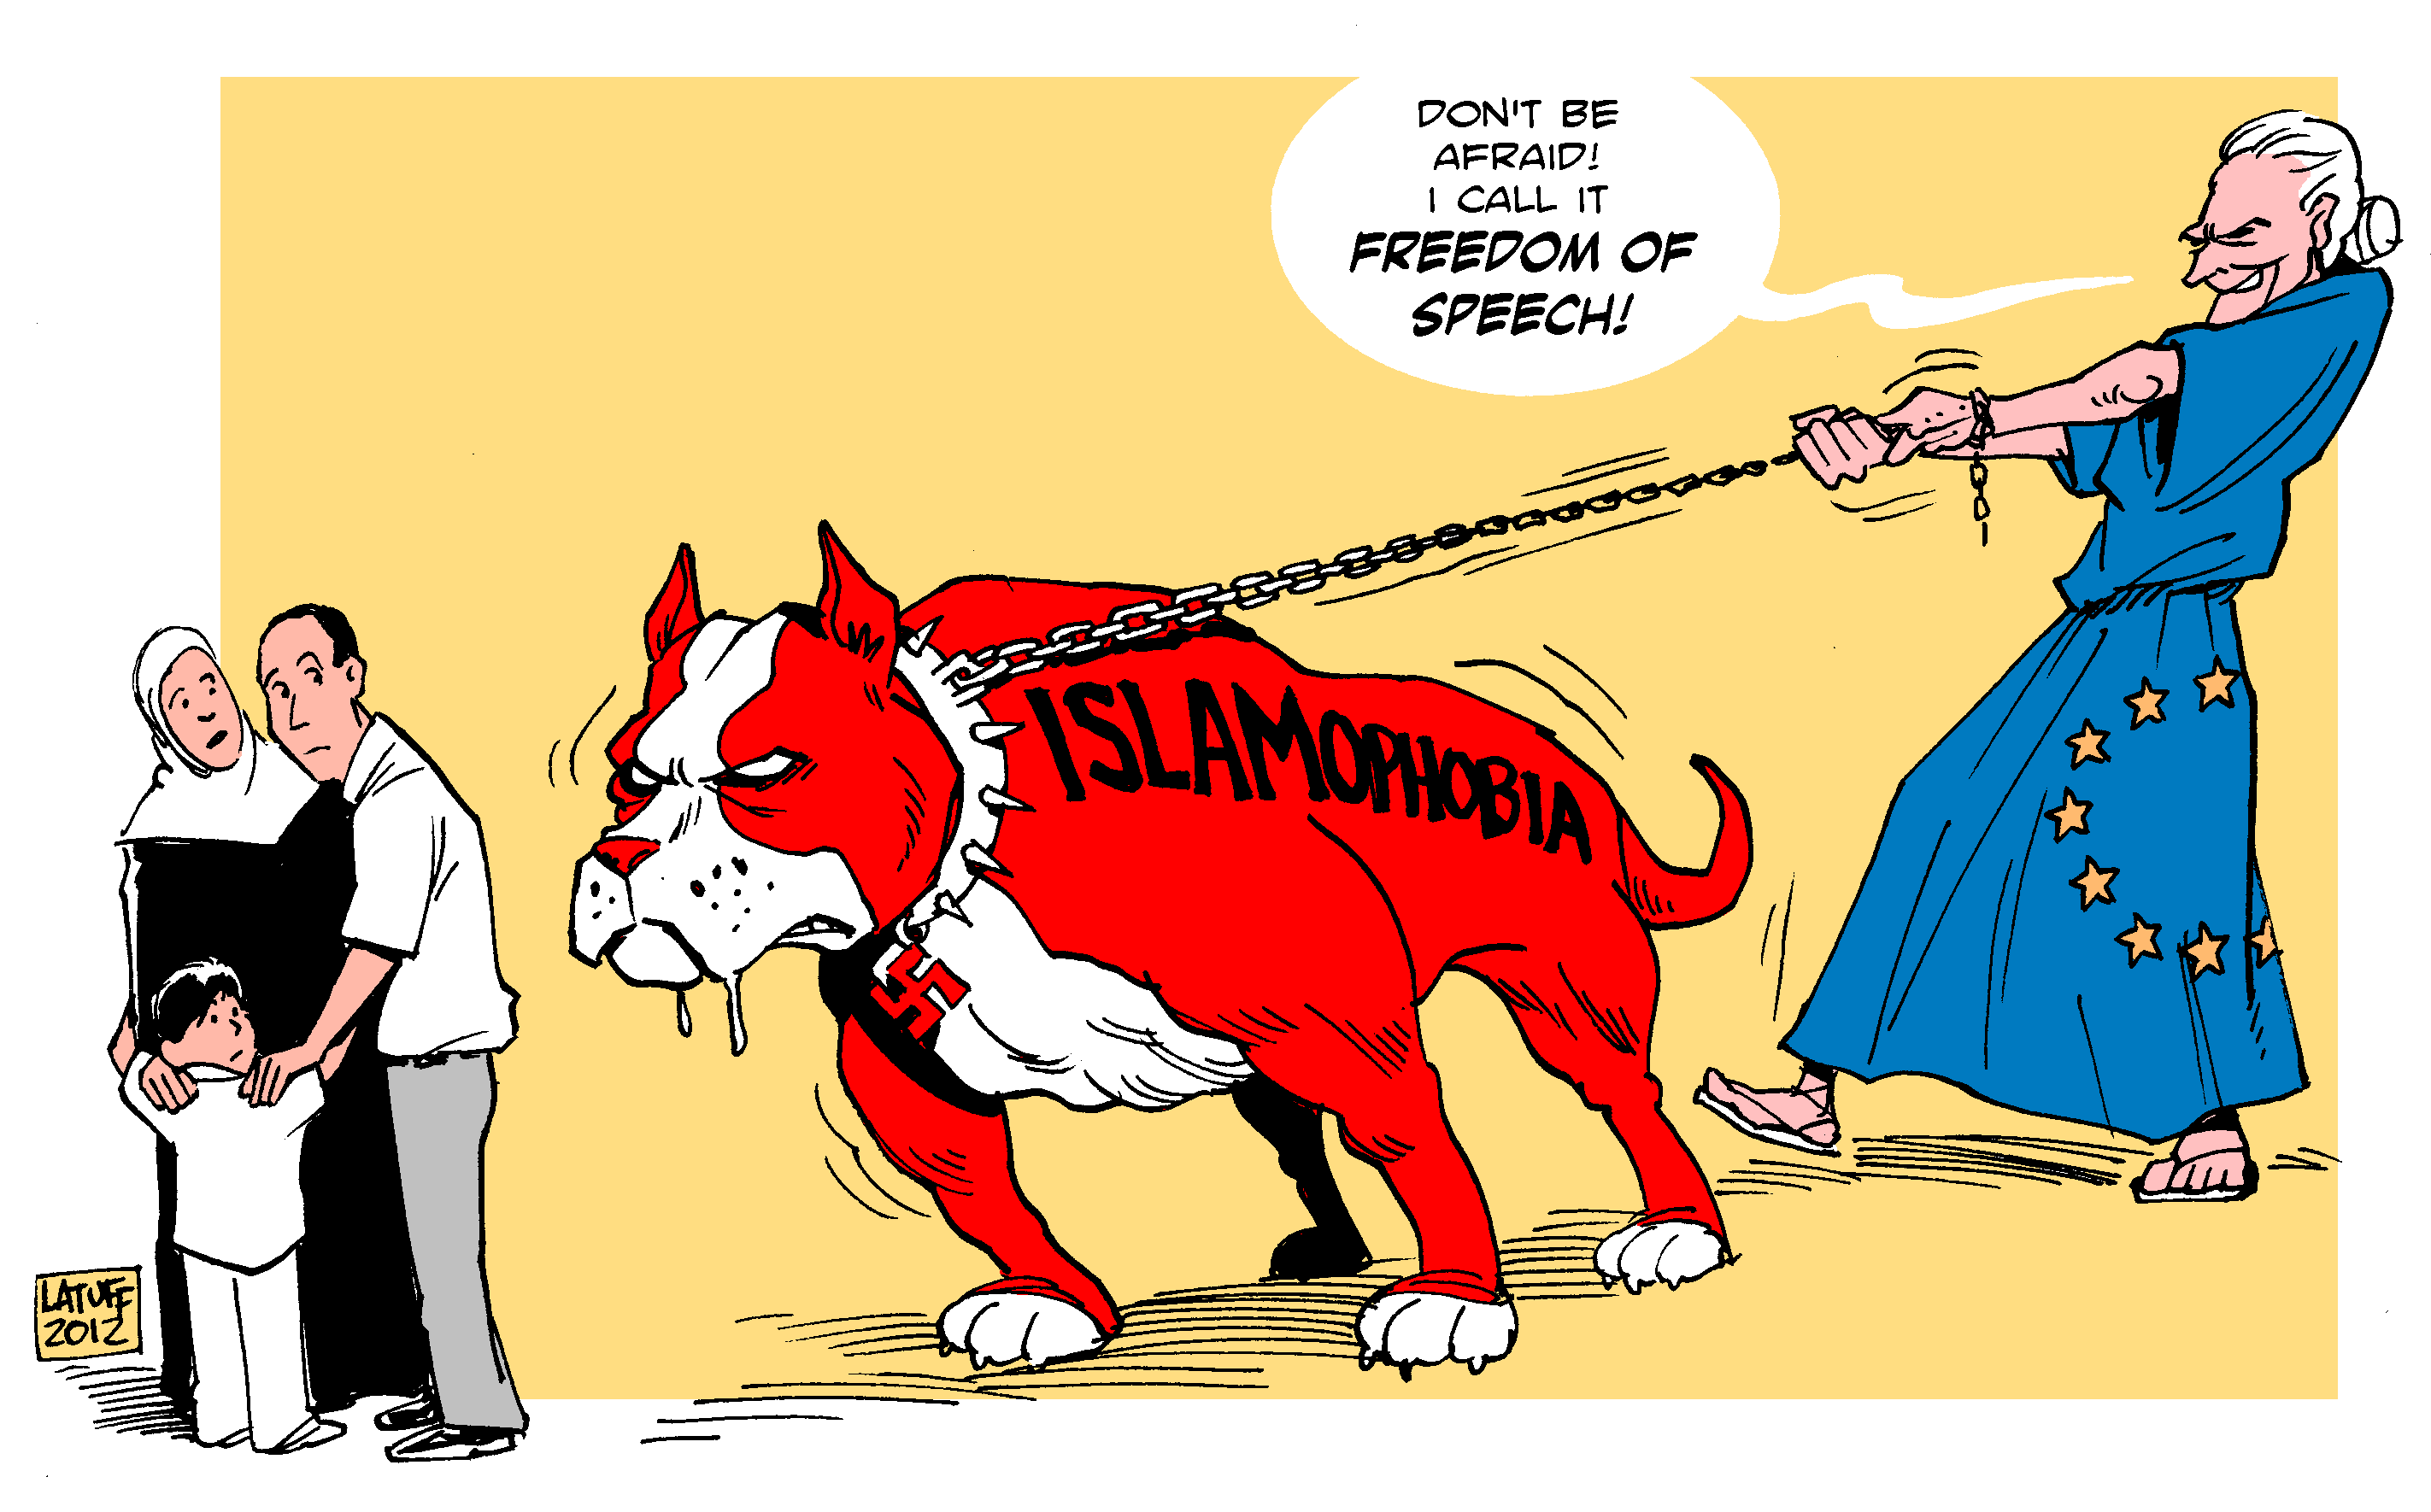 DON'T BE
AFRAID!
I CALL IT
FREEDOM OF
SPEECH!
ISLAMOPHOBIA
LATUFF
2012